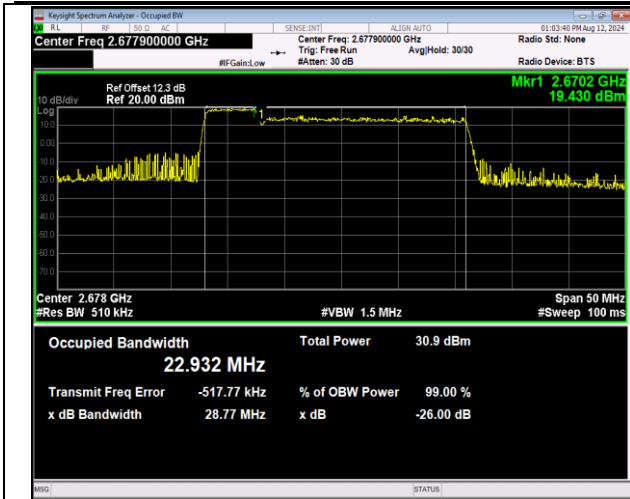 Keysight Spectrum Analyzer - Occupied BW
RL RF 50 Ω AC SENSE:INT ALIGN AUTO 01:03:40 PM Aug 12, 2024
Center Freq 2.677900000 GHz Center Freq: 2.677900000 GHz Radio Std: None
Trig: Free Run Avg|Hold: 30/30
#IFGain:Low #Atten: 30 dB Radio Device: BTS
Mkr1 2.6702 GHz
19.430 dBm
Ref Offset 12.3 dB
10 dB/div Ref 20.00 dBm
Log
10.0
1
0.00
10.0
20.0
30.0
40.0
50.0
60.0
70.0
Center 2.678 GHz Span 50 MHz
#Res BW 510 kHz #VBW 1.5 MHz #Sweep 100 ms
Occupied Bandwidth Total Power 30.9 dBm
22.932 MHz
Transmit Freq Error -517.77 kHz % of OBW Power 99.00 %
x dB Bandwidth 28.77 MHz x dB -26.00 dB
MSG STATUS